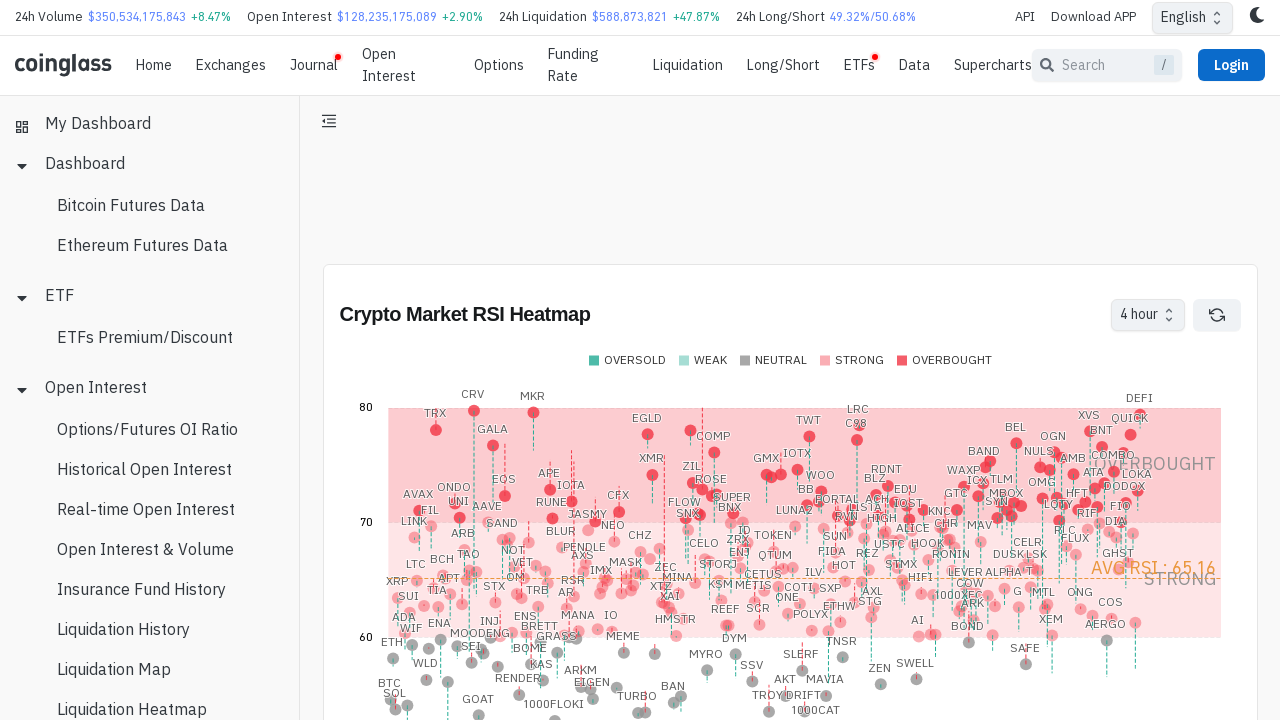 24h Volume $350,534,175,843 +8.47% Open Interest $128,235,175,089 +2.90% 24h Liquidation $588,873,821 +47.87% 24h Long/Short 49.32%/50.68% API Download APP English
coinglass Home Exchanges Journal Open Interest Options Funding Rate Liquidation Long/Short ETFs Data Supercharts Search / Login
My Dashboard
Dashboard
Bitcoin Futures Data
Ethereum Futures Data
ETF
ETFs Premium/Discount
Open Interest
Options/Futures OI Ratio
Historical Open Interest
Real-time Open Interest
Open Interest & Volume
Insurance Fund History
Liquidation History
Liquidation Map
Liquidation Heatmap
Crypto Market RSI Heatmap 4 hour
OVERSOLD WEAK NEUTRAL STRONG OVERBOUGHT
80
70
60
CRV MKR DEFI
TRX LRC XVS QUICK
EGLD TWT C98
GALA COMP BEL OGN BNT
XMR GMX IOTX BAND NULS AMB COMBO
OVERBOUGHT
APE ZIL RDNT WAXP
EOS IOTA ROSE WOO BLZ ICX TLM OMG ATA LOKA
ONDO BB EDU DODOX
AVAX UNI CFX SUPER PORTAL ACH GTC MBOX HFT
RUNE FLOW
LINK FIL AAVE JASMY SNX BNX LUNA2 RVN HIGH KNC SYN RIF
SAND NEO CHR MAV DIA
ARB BLUR CHZ ID TOKEN SUN ALICE RLC
CELO ZRX HOOK CELR FLUX
BCH TAO NOT PENDLE ENJ QTUM REZ USTC RONIN DUSK LSK GHST
LTC VET AXS MASK ZEC STORJ HOT STMX
AVG RSI : 65.16
IMX CETUS ILV HIFI LEVER ALPHA T
STRONG
XRP APT OM RSR MINA KSM METIS COTI SXP COW
TIA STX TRB AR XTZ AXL G MTL ONG
SUI XAI ONE STG 1000XEC ARK COS
ADA ENS MANA IO REEF SCR POLYX ETHW
WIF ENA INJ BRETT HMSTR AI BOND XEM AERGO
ETH MOODENG GRASS MEME DYM TNSR
SEI BOME MYRO SLERF SAFE
WLD KAS SSV ZEN SWELL
BTC RENDER ARKM AKT MAVIA
SOL EIGEN BAN
GOAT 1000FLOKI TURBO TROY DRIFT
1000CAT